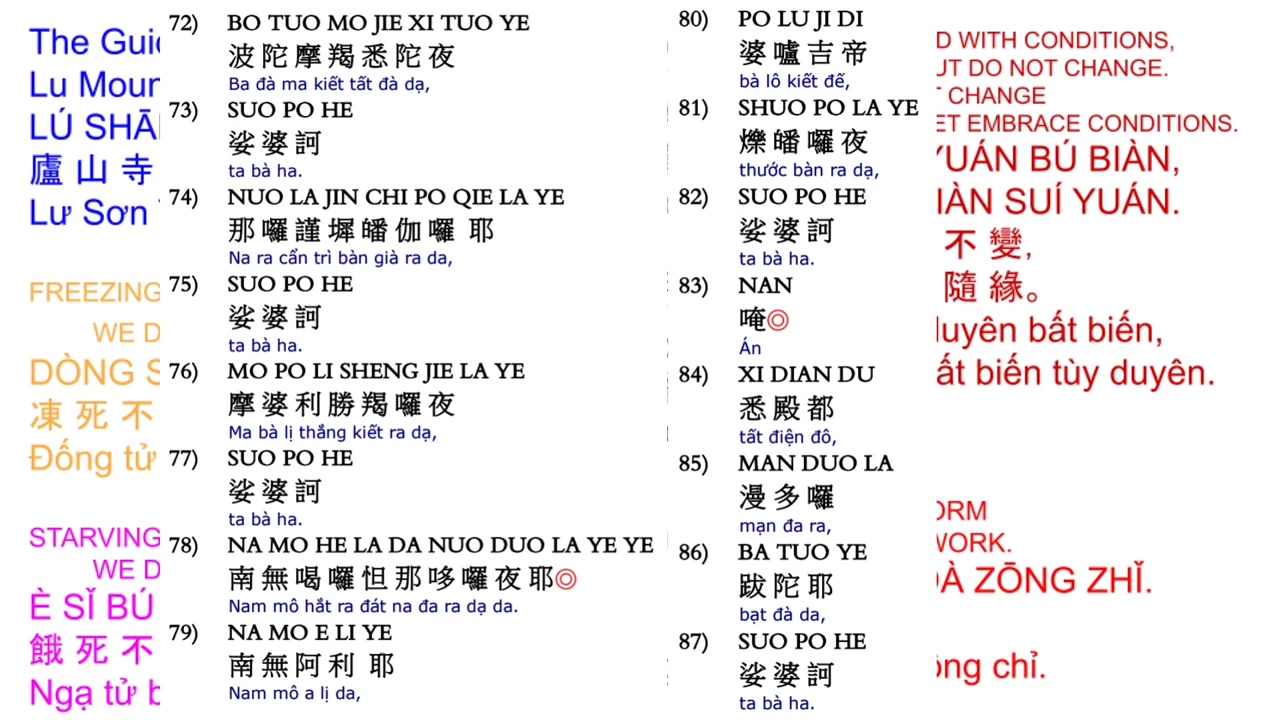 The Guid
Lu Moun
LÚ SHĀ
廬 山 寺
Lư Sơn
FREEZING
WE D
DÒNG S
凍 死 不
Đống tử
STARVING
WE D
È SǏ BÚ
餓 死 不
Ngạ tử b
72) BO TUO MO JIE XI TUO YE
波 陀 摩 羯 悉 陀 夜
Ba đà ma kiết tất đà dạ,
73) SUO PO HE
娑 婆 訶
ta bà ha.
74) NUO LA JIN CHI PO QIE LA YE
那 囉 謹 墀 皤 伽 囉 耶
Na ra cẩn trì bàn già ra da,
75) SUO PO HE
娑 婆 訶
ta bà ha.
76) MO PO LI SHENG JIE LA YE
摩 婆 利 勝 羯 囉 夜
Ma bà lị thắng kiết ra dạ,
77) SUO PO HE
娑 婆 訶
ta bà ha.
78) NA MO HE LA DA NUO DUO LA YE YE
南 無 喝 囉 怛 那 哆 囉 夜 耶◎
Nam mô hắt ra đát na đa ra dạ da.
79) NA MO E LI YE
南 無 阿 利 耶
Nam mô a lị da,
80) PO LU JI DI
婆 嚧 吉 帝
bà lô kiết đế,
81) SHUO PO LA YE
爍 皤 囉 夜
thước bàn ra dạ,
82) SUO PO HE
娑 婆 訶
ta bà ha.
83) NAN
唵◎
Án
84) XI DIAN DU
悉 殿 都
tất điện đô,
85) MAN DUO LA
漫 多 囉
mạn đa ra,
86) BA TUO YE
跋 陀 耶
bạt đà da,
87) SUO PO HE
娑 婆 訶
ta bà ha.
D WITH CONDITIONS,
UT DO NOT CHANGE.
CHANGE
ET EMBRACE CONDITIONS.
YUÁN BÚ BIÀN,
IÀN SUÍ YUÁN.
不 變,
隨 緣。
duyên bất biến,
ất biến tùy duyên.
ORM
WORK.
DÀ ZŌNG ZHǏ.
ông chỉ.